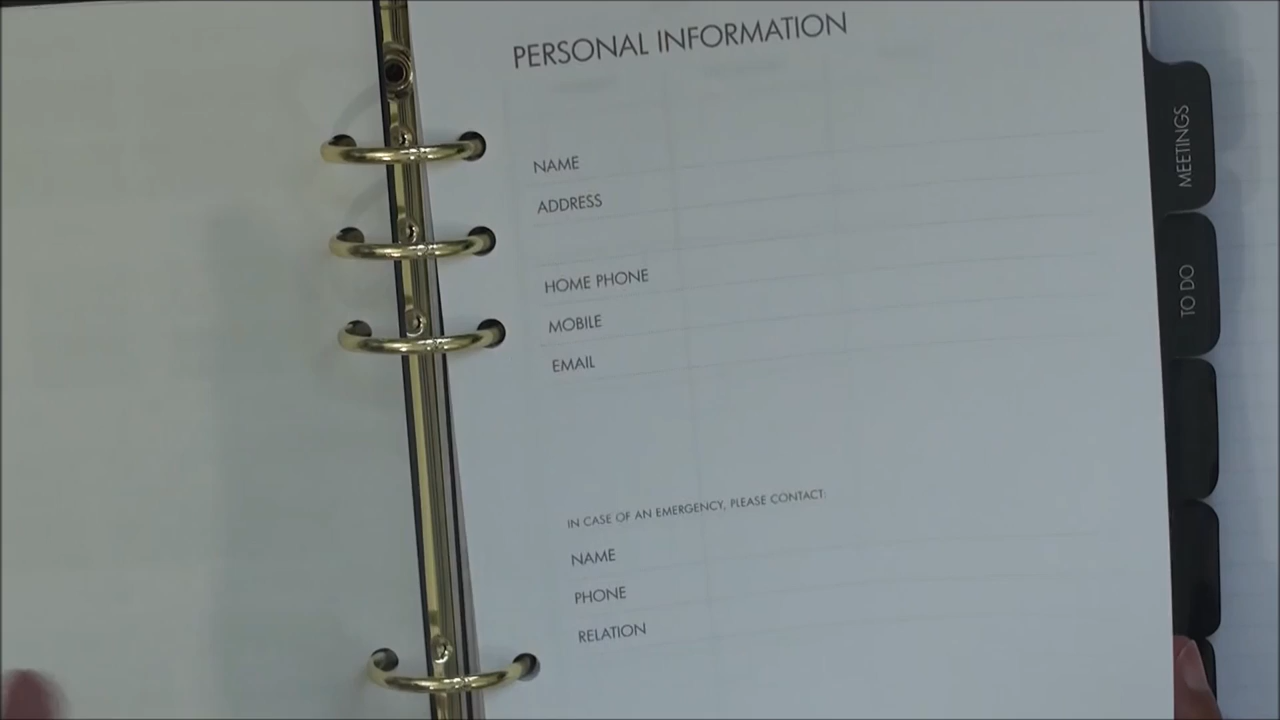 PERSONAL INFORMATION
NAME
ADDRESS
HOME PHONE
MOBILE
EMAIL
IN CASE OF AN EMERGENCY, PLEASE CONTACT:
NAME
PHONE
RELATION
MEETINGS
TO DO